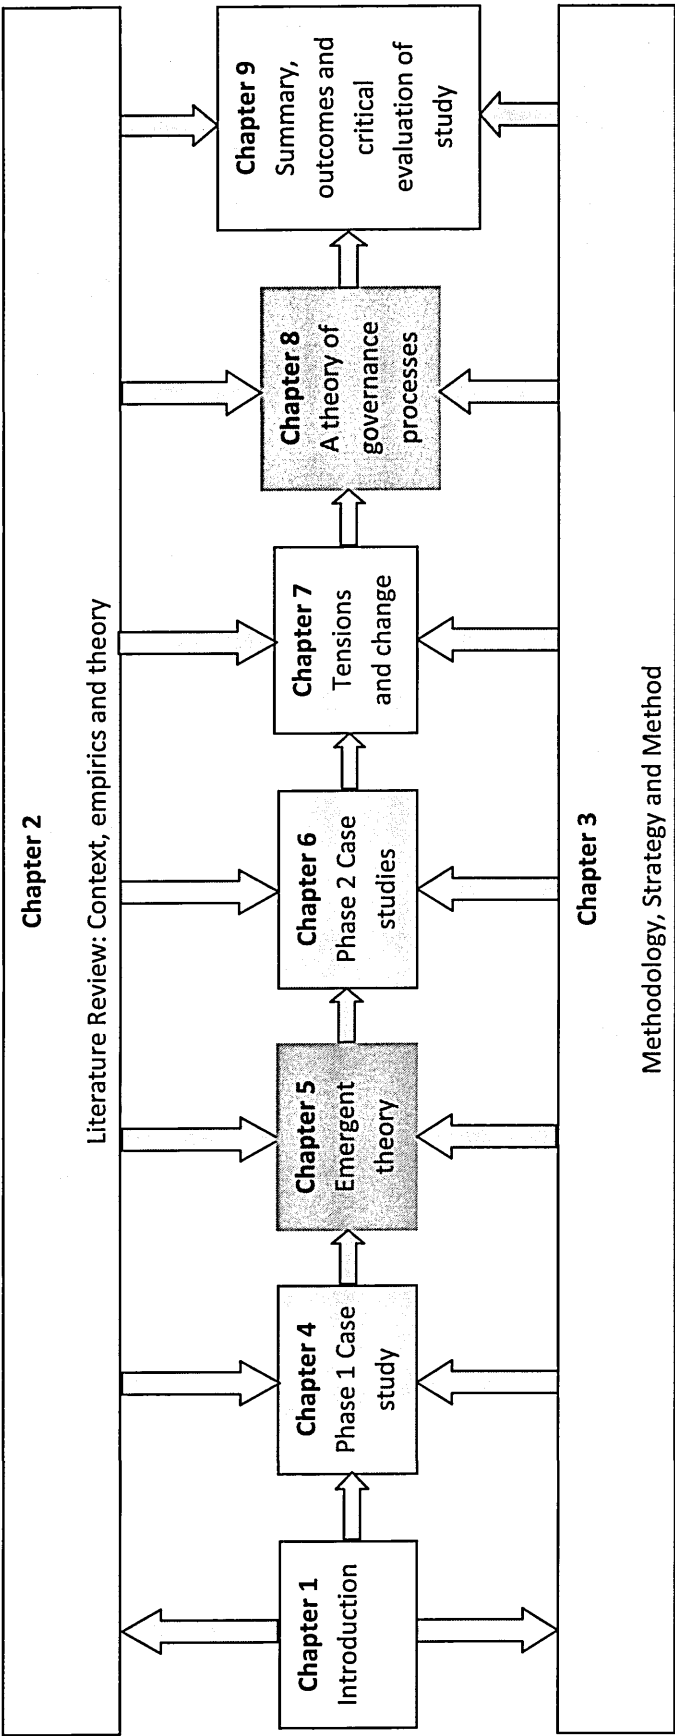 Chapter 2
Literature Review: Context, empirics and theory
Chapter 1
Introduction
Chapter 4
Phase 1 Case
study
Chapter 5
Emergent
theory
Chapter 6
Phase 2 Case
studies
Chapter 7
Tensions
and change
Chapter 8
A theory of
governance
processes
Chapter 9
Summary,
outcomes and
critical
evaluation of
study
Chapter 3
Methodology, Strategy and Method